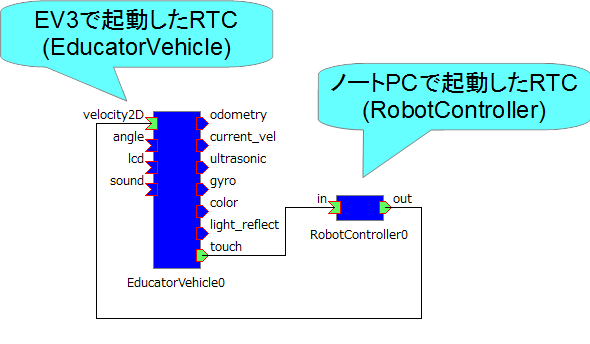 EV3で起動したRTC
(EducatorVehicle)
ノートPCで起動したRTC
(RobotController)
velocity2D
angle
lcd
sound
odometry
current_vel
ultrasonic
gyro
color
light_reflect
touch
EducatorVehicle0
in
out
RobotController0